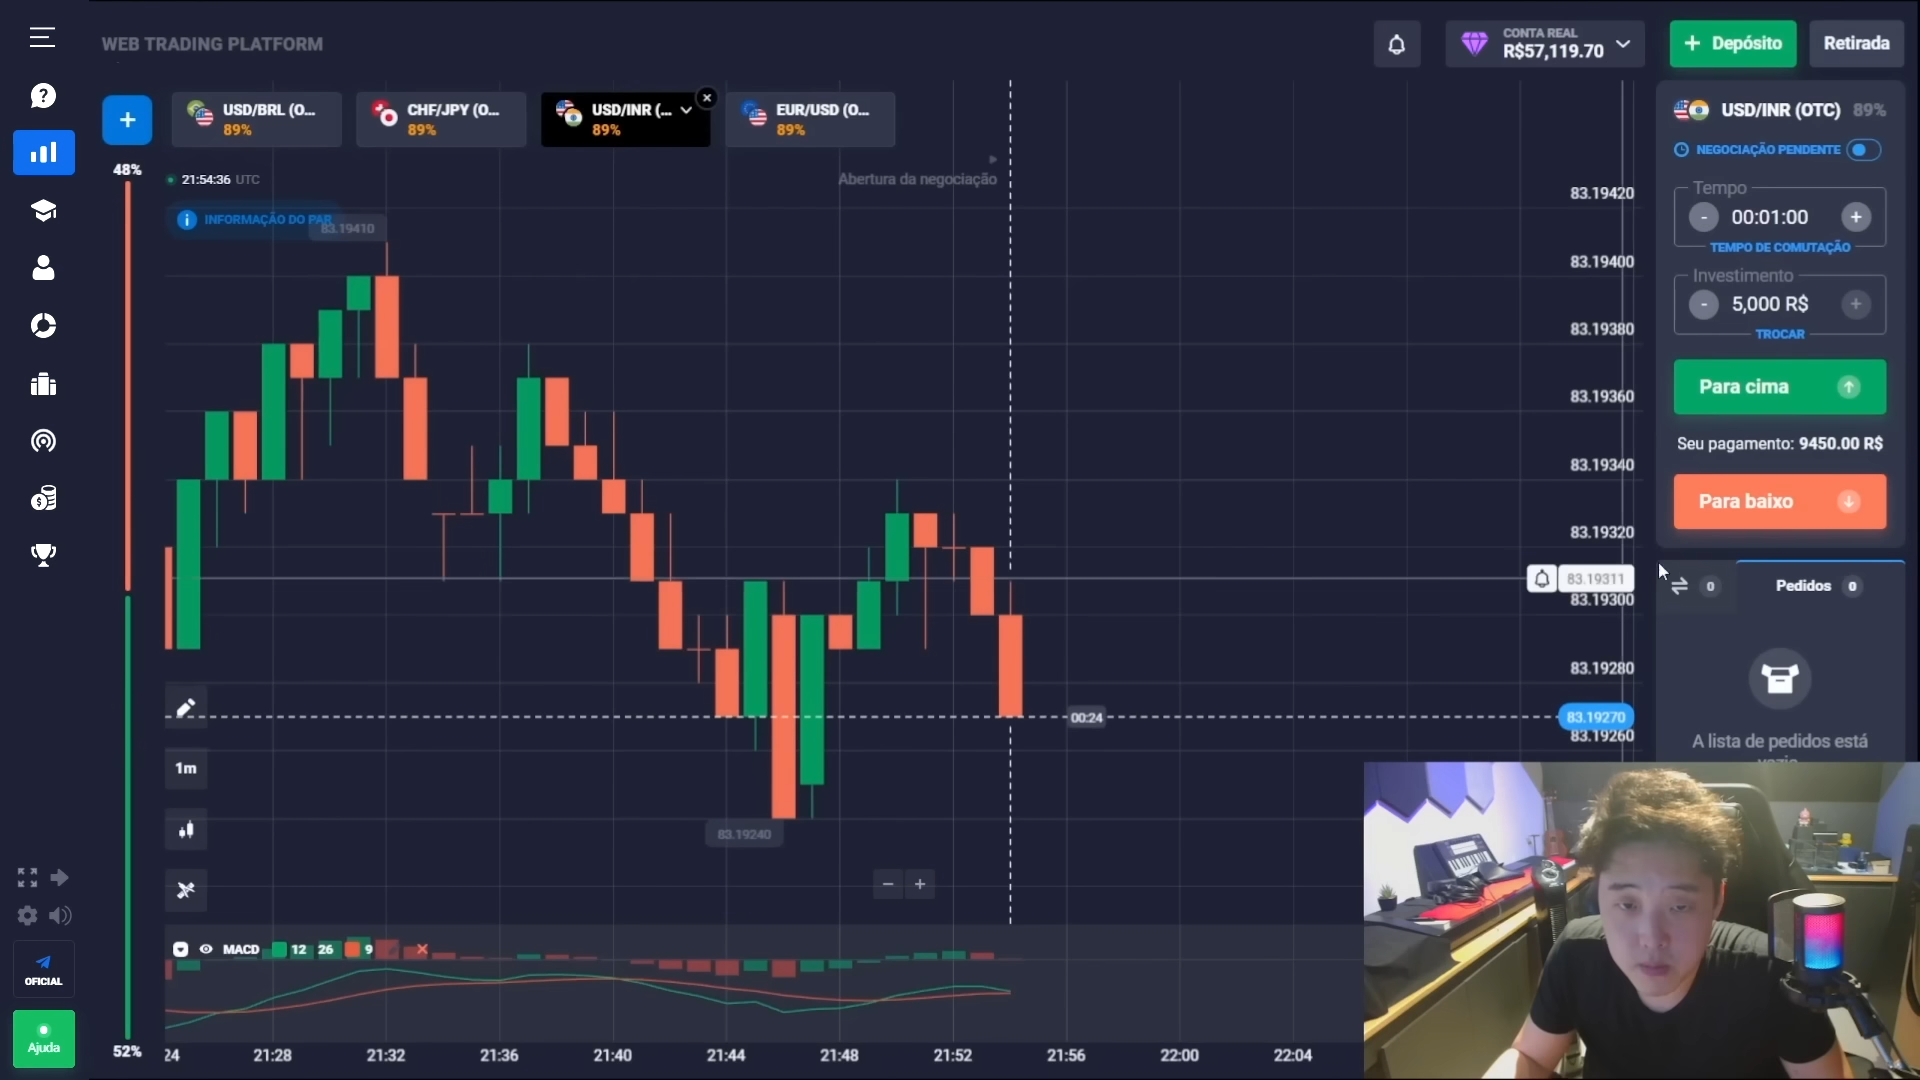 WEB TRADING PLATFORM
CONTA REAL
R$57,119.70
+ Depósito
Retirada
+
USD/BRL (O...
89%
CHF/JPY (O...
89%
USD/INR (...
89%
EUR/USD (O...
89%
48%
21:54:36 UTC
Abertura da negociação
INFORMAÇÃO DO PAR
83.19410
83.19420
83.19400
83.19380
83.19360
83.19340
83.19320
83.19311
83.19300
83.19280
83.19270
83.19260
00:24
83.19240
1m
MACD 12 26 9
52%
24
21:28
21:32
21:36
21:40
21:44
21:48
21:52
21:56
22:00
22:04
OFICIAL
Ajuda
USD/INR (OTC) 89%
NEGOCIAÇÃO PENDENTE
Tempo
- 00:01:00 +
TEMPO DE COMUTAÇÃO
Investimento
- 5,000 R$ +
TROCAR
Para cima
Seu pagamento: 9450.00 R$
Para baixo
0
Pedidos 0
A lista de pedidos está